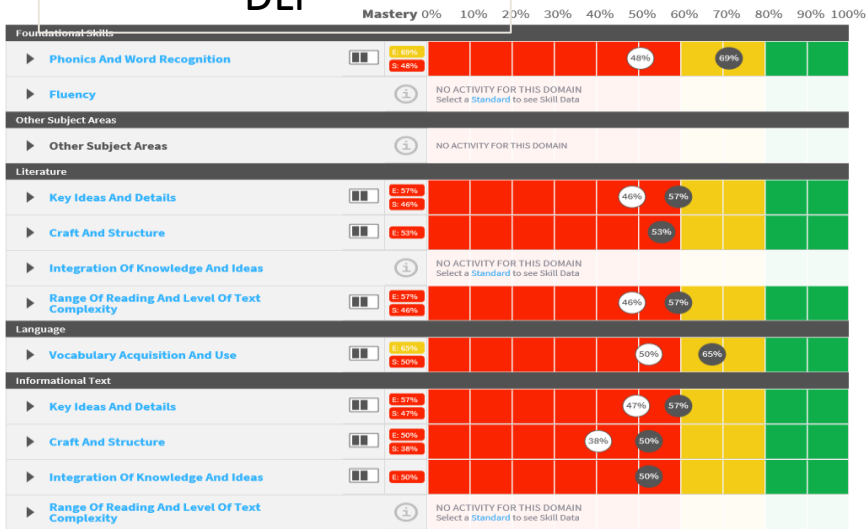 DLI
Mastery 0% 10% 20% 30% 40% 50% 60% 70% 80% 90% 100%
Foundational Skills
Phonics And Word Recognition E: 69% S: 48% 48% 69%
Fluency NO ACTIVITY FOR THIS DOMAIN
Select a Standard to see Skill Data
Other Subject Areas
Other Subject Areas NO ACTIVITY FOR THIS DOMAIN
Literature
Key Ideas And Details E: 57% S: 46% 46% 57%
Craft And Structure E: 53% 53%
Integration Of Knowledge And Ideas NO ACTIVITY FOR THIS DOMAIN
Select a Standard to see Skill Data
Range Of Reading And Level Of Text
Complexity E: 57% S: 46% 46% 57%
Language
Vocabulary Acquisition And Use E: 65% S: 50% 50% 65%
Informational Text
Key Ideas And Details E: 57% S: 47% 47% 57%
Craft And Structure E: 50% S: 38% 38% 50%
Integration Of Knowledge And Ideas E: 50% 50%
Range Of Reading And Level Of Text
Complexity NO ACTIVITY FOR THIS DOMAIN
Select a Standard to see Skill Data